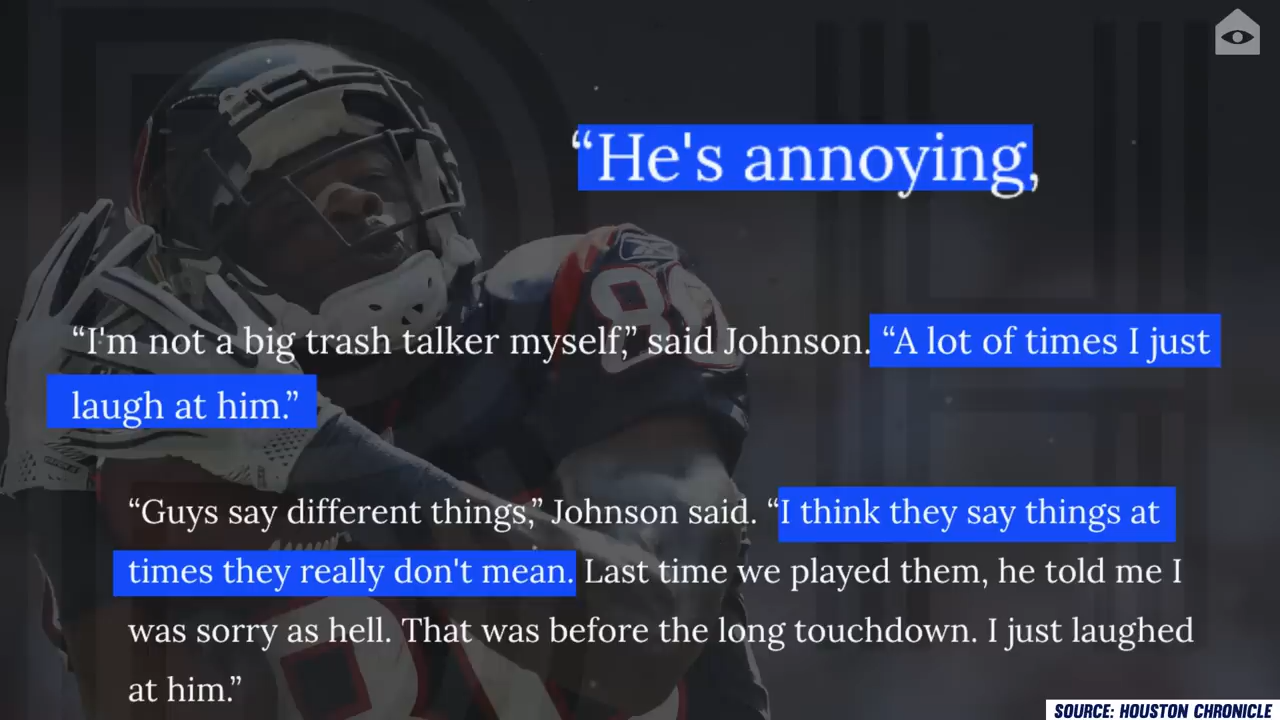 “He's annoying,
“I'm not a big trash talker myself,” said Johnson. “A lot of times I just
laugh at him.”
“Guys say different things,” Johnson said. “I think they say things at
times they really don't mean. Last time we played them, he told me I
was sorry as hell. That was before the long touchdown. I just laughed
at him.”
SOURCE: HOUSTON CHRONICLE